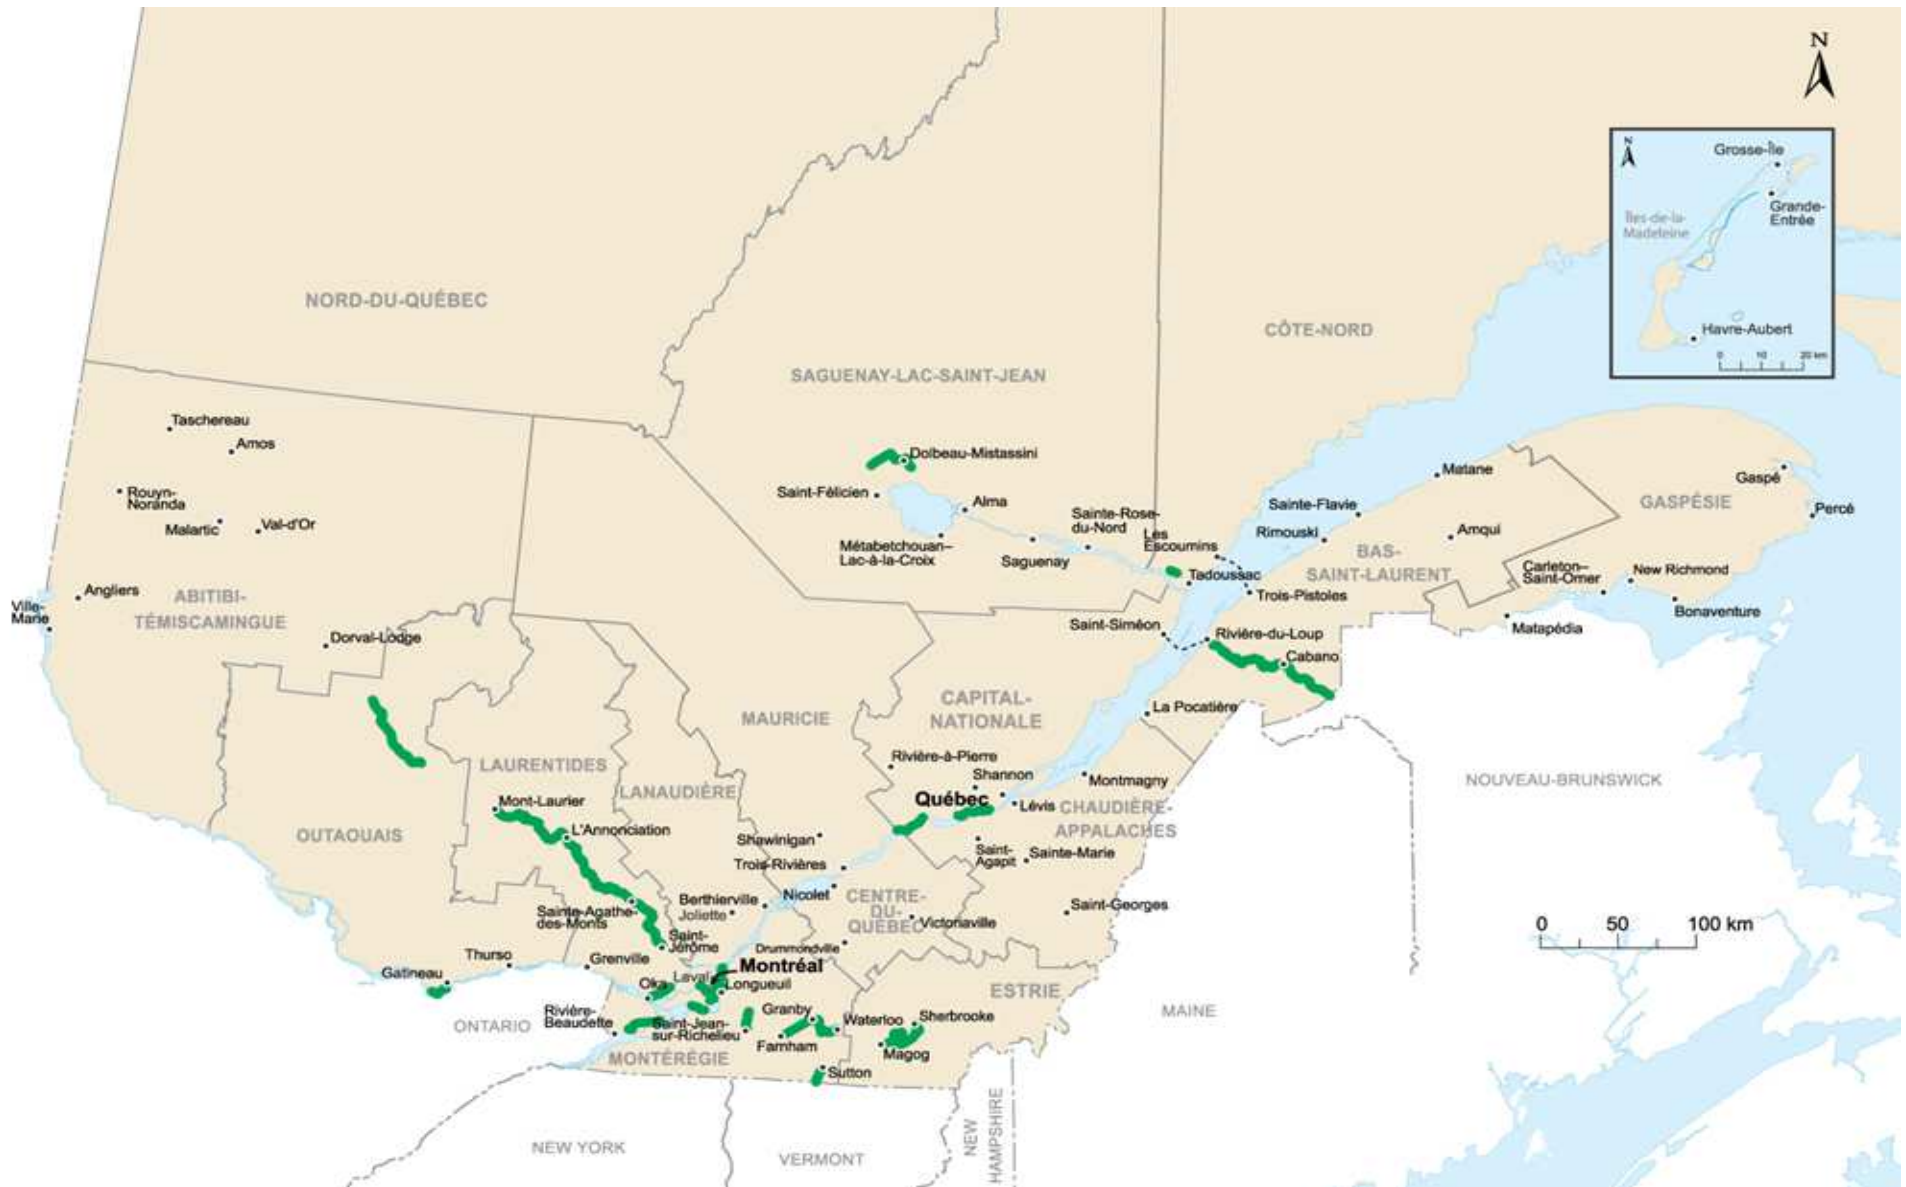 N
N
Grosse-Île
Grande-
Entrée
Îles-de-la-
Madeleine
Havre-Aubert
0 10 20 km
NORD-DU-QUÉBEC
CÔTE-NORD
SAGUENAY-LAC-SAINT-JEAN
Taschereau
Amos
Rouyn-
Noranda
Malartic
Val-d'Or
Angliers
Ville-
Marie
ABITIBI-
TÉMISCAMINGUE
Dorval-Lodge
Dolbeau-Mistassini
Saint-Félicien
Alma
Métabetchouan–
Lac-à-la-Croix
Saguenay
Sainte-Rose-
du-Nord
Les
Escoumins
Tadoussac
Trois-Pistoles
Saint-Siméon
Rivière-du-Loup
Cabano
La Pocatière
Matane
Sainte-Flavie
Rimouski
Amqui
BAS-
SAINT-LAURENT
GASPÉSIE
Gaspé
Percé
Carleton–
Saint-Omer
New Richmond
Bonaventure
Matapédia
CAPITAL-
NATIONALE
MAURICIE
LAURENTIDES
LANAUDIÈRE
OUTAOUAIS
Rivière-à-Pierre
Shannon
Québec
Lévis
Montmagny
CHAUDIÈRE-
APPALACHES
Saint-
Agapit
Sainte-Marie
Saint-Georges
Mont-Laurier
L'Annonciation
Shawinigan
Trois-Rivières
Nicolet
Berthierville
Joliette
CENTRE-
DU-
QUÉBEC
Victoriaville
Drummondville
Sainte-Agathe-
des-Monts
Saint-
Jérôme
Thurso
Grenville
Gatineau
Oka
Laval
Montréal
Longueuil
Rivière-
Beaudette
Saint-Jean-
sur-Richelieu
Granby
Waterloo
Farnham
Sherbrooke
Magog
Sutton
ESTRIE
MONTÉRÉGIE
ONTARIO
NEW YORK
VERMONT
NEW
HAMPSHIRE
MAINE
NOUVEAU-BRUNSWICK
0 50 100 km